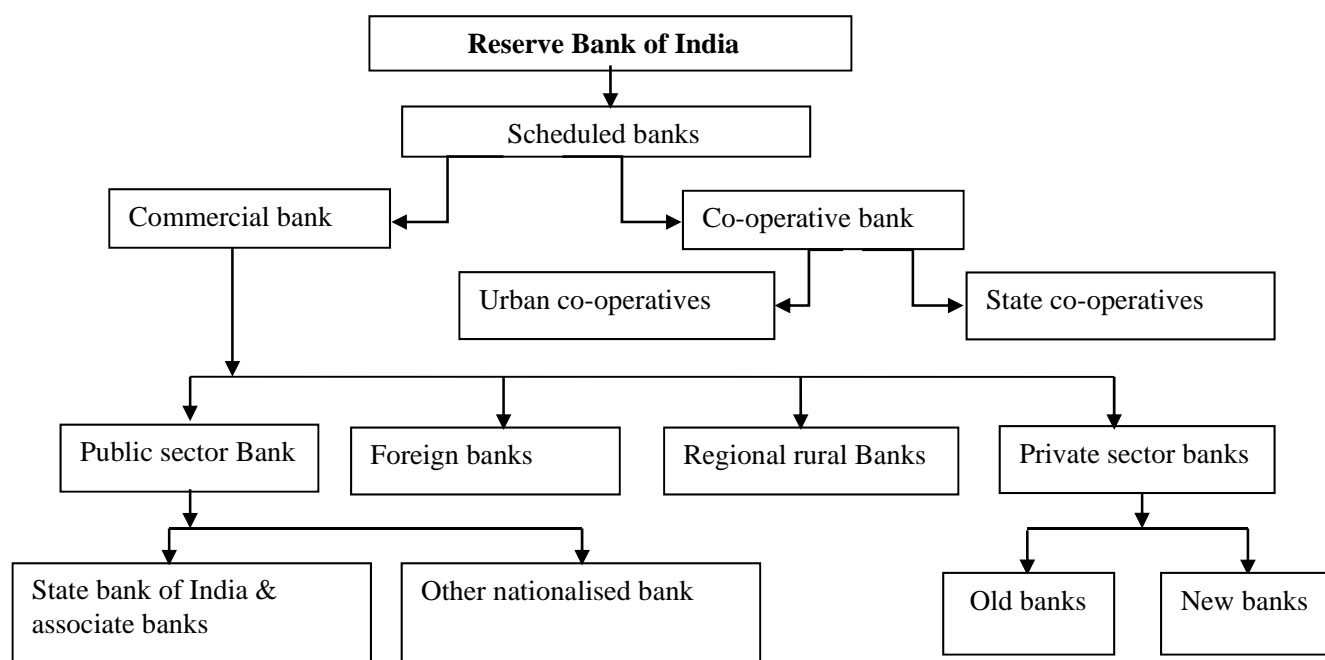 Reserve Bank of India
Scheduled banks
Commercial bank
Co-operative bank
Urban co-operatives
State co-operatives
Public sector Bank
Foreign banks
Regional rural Banks
Private sector banks
State bank of India &
associate banks
Other nationalised bank
Old banks
New banks